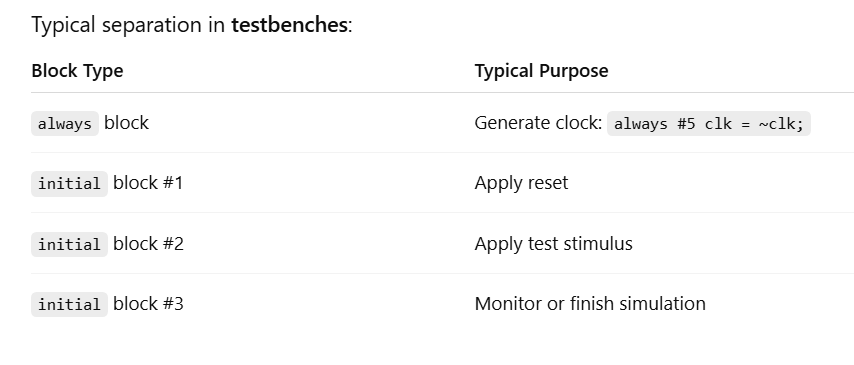 Typical separation in testbenches:
Block Type Typical Purpose
always block Generate clock: always #5 clk = ~clk;
initial block #1 Apply reset
initial block #2 Apply test stimulus
initial block #3 Monitor or finish simulation